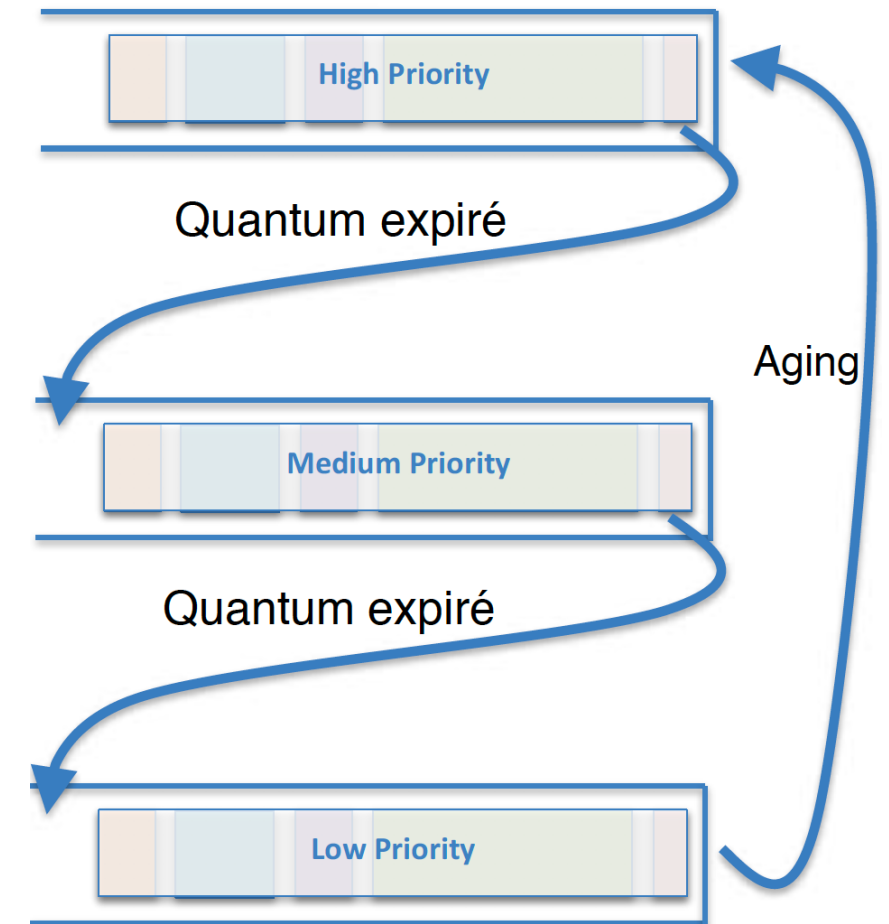 High Priority
Quantum expiré
Aging
Medium Priority
Quantum expiré
Low Priority